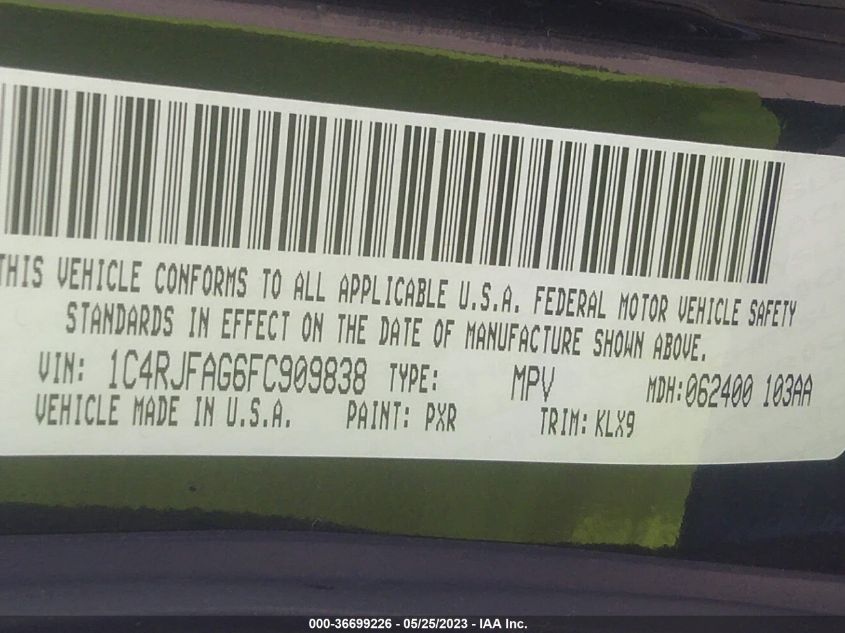 THIS VEHICLE CONFORMS TO ALL APPLICABLE U.S.A. FEDERAL MOTOR VEHICLE SAFETY
STANDARDS IN EFFECT ON THE DATE OF MANUFACTURE SHOWN ABOVE.
VIN: 1C4RJFAG6FC909838 TYPE: MPV MDH:062400 103AA
VEHICLE MADE IN U.S.A. PAINT: PXR TRIM: KLX9
000-36699226 - 05/25/2023 - IAA Inc.